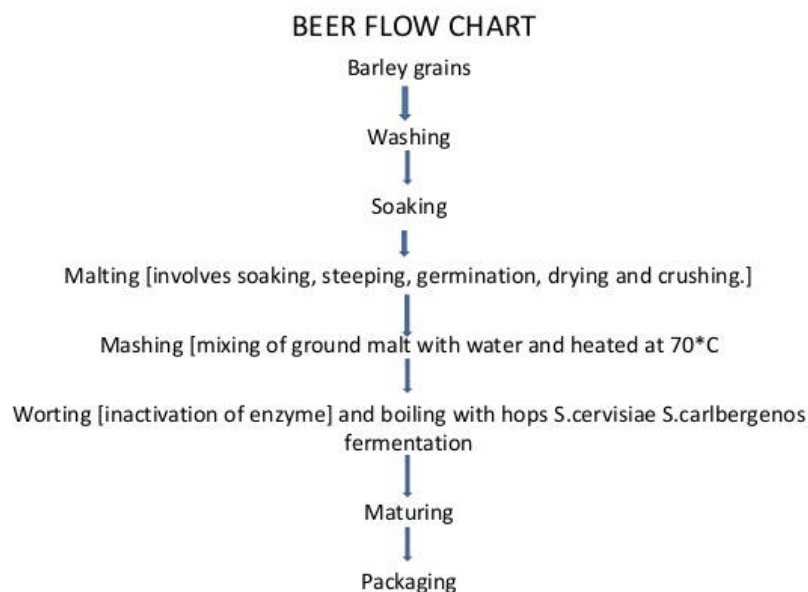 BEER FLOW CHART
Barley grains
Washing
Soaking
Malting [involves soaking, steeping, germination, drying and crushing.]
Mashing [mixing of ground malt with water and heated at 70*C
Worting [inactivation of enzyme] and boiling with hops S.cervisiae S.carlbergenos
fermentation
Maturing
Packaging